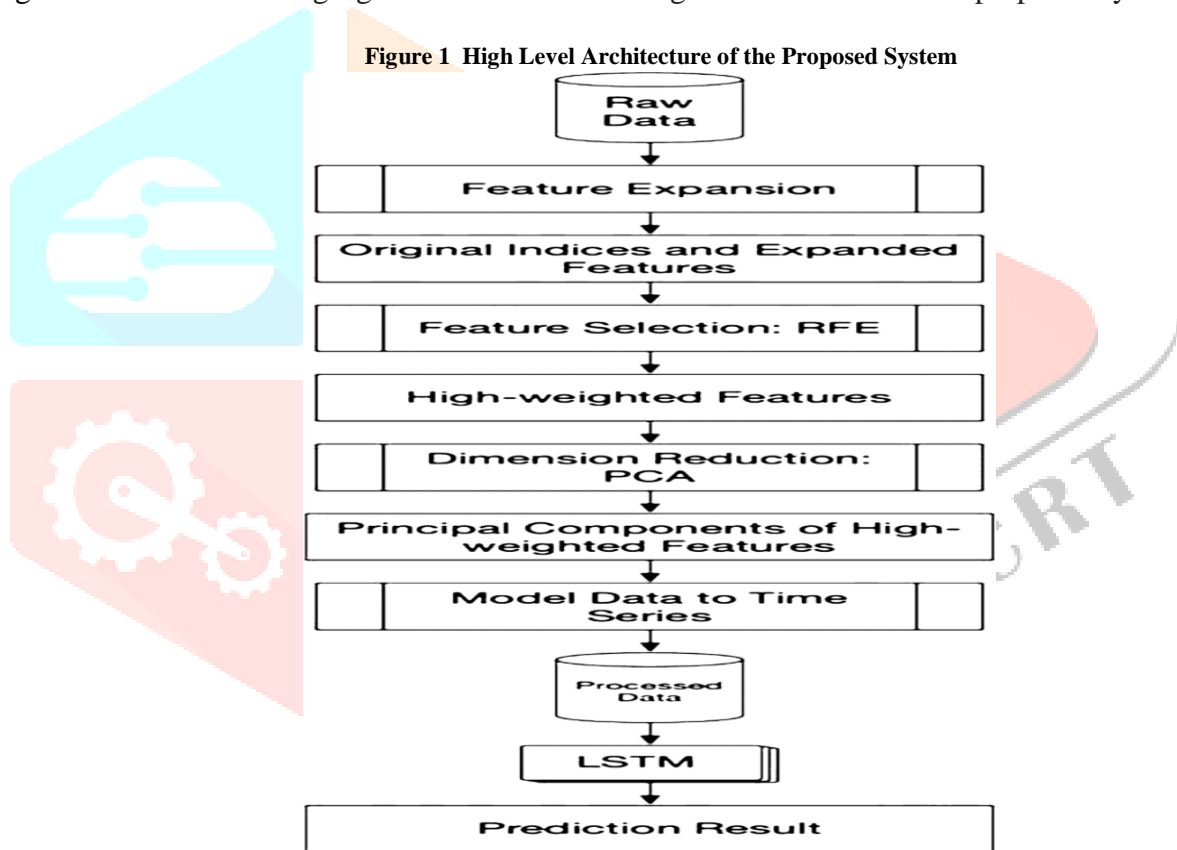 Figure 1 High Level Architecture of the Proposed System
Raw
Data
Feature Expansion
Original Indices and Expanded
Features
Feature Selection: RFE
High-weighted Features
Dimension Reduction:
PCA
Principal Components of High-
weighted Features
Model Data to Time
Series
Processed
Data
LSTM
Prediction Result